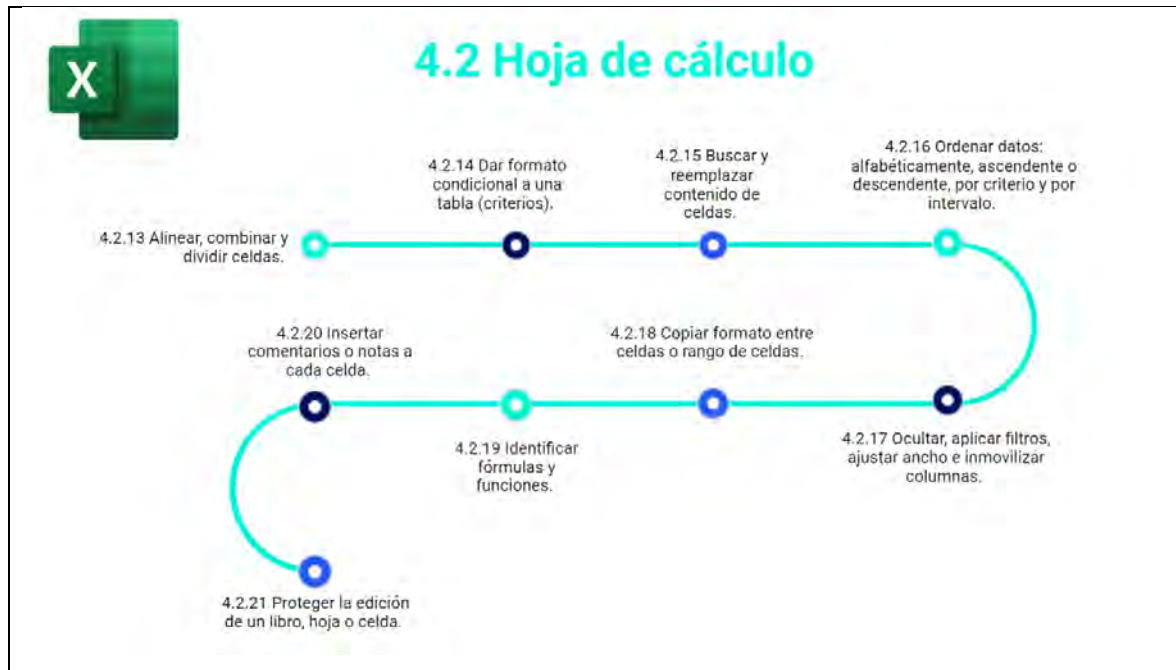 X
4.2 Hoja de cálculo
4.2.13 Alinear, combinar y
dividir celdas.
4.2.14 Dar formato
condicional a una
tabla (criterios).
4.2.15 Buscar y
reemplazar
contenido de
celdas.
4.2.16 Ordenar datos:
alfabéticamente, ascendente o
descendente, por criterio y por
intervalo.
4.2.17 Ocultar, aplicar filtros,
ajustar ancho e inmovilizar
columnas.
4.2.18 Copiar formato entre
celdas o rango de celdas.
4.2.19 Identificar
fórmulas y
funciones.
4.2.20 Insertar
comentarios o notas a
cada celda.
4.2.21 Proteger la edición
de un libro, hoja o celda.